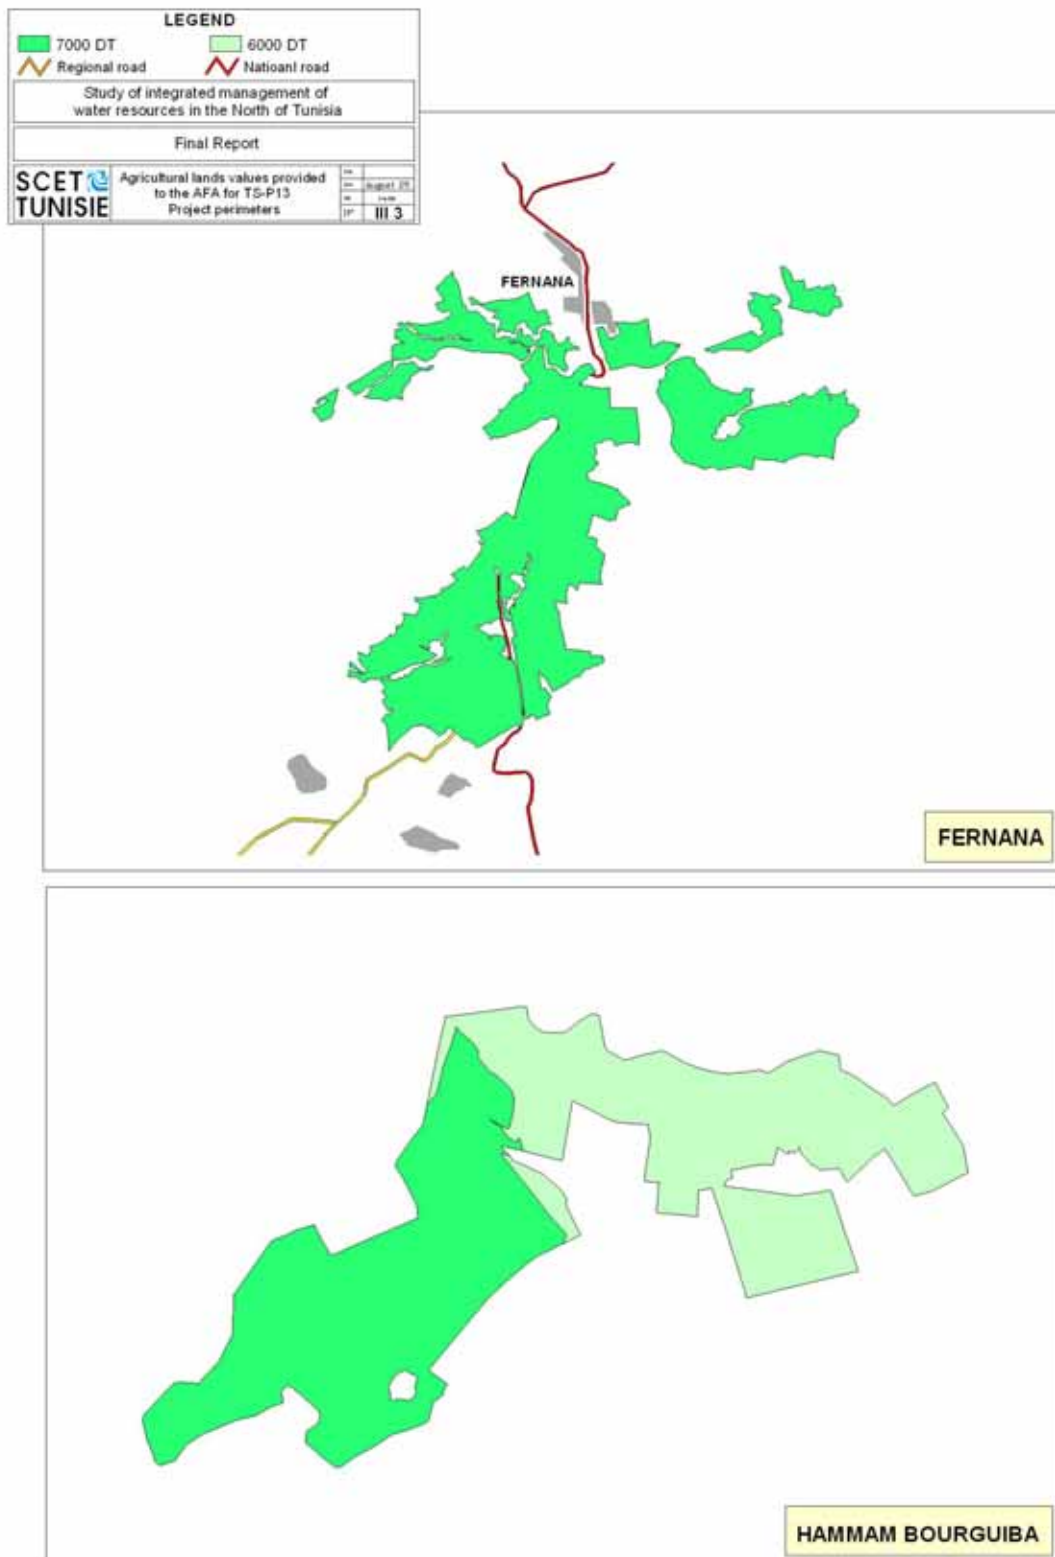 LEGEND
7000 DT 6000 DT
Regional road Natioanl road
Study of integrated management of
water resources in the North of Tunisia
Final Report
SCET
TUNISIE
Agricultural lands values provided
to the AFA for TS-P13
Project perimeters
III 3
FERNANA
FERNANA
HAMMAM BOURGUIBA